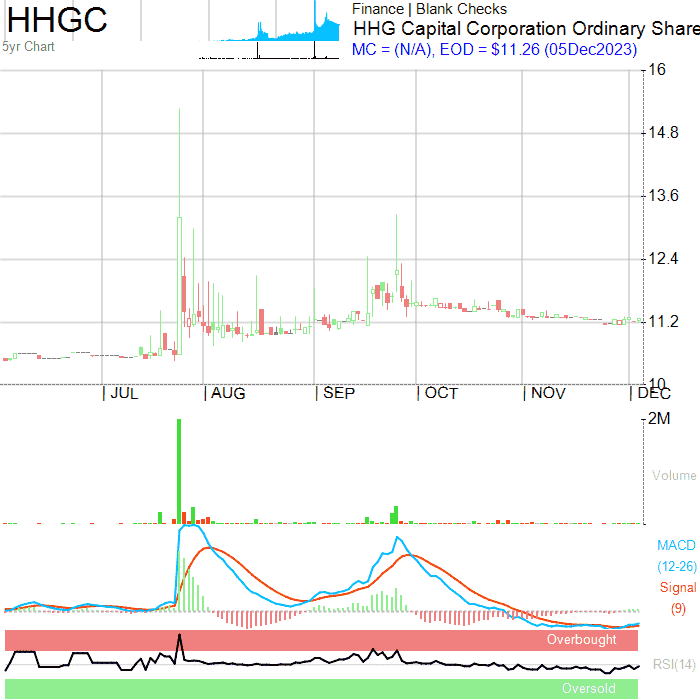 HHGC
5yr Chart
Finance | Blank Checks
HHG Capital Corporation Ordinary Share
MC = (N/A), EOD = $11.26 (05Dec2023)
16
14.8
13.6
12.4
11.2
10
JUL AUG SEP OCT NOV DEC
2M
Volume
MACD
(12-26)
Signal
(9)
Overbought
RSI(14)
Oversold